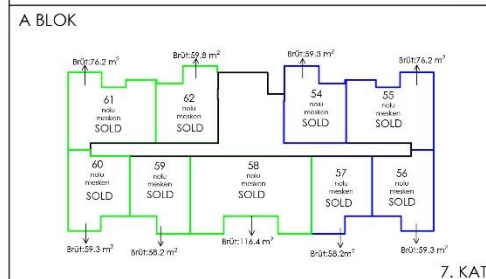 A BLOK
Brüt:76.2 m²
Brüt:59.8 m²
Brüt:59.3 m²
Brüt:76.2 m²
61
nolu
mesken
SOLD
62
nolu
mesken
SOLD
54
nolu
mesken
SOLD
55
nolu
mesken
SOLD
60
nolu
mesken
SOLD
59
nolu
mesken
SOLD
58
nolu
mesken
SOLD
57
nolu
mesken
SOLD
56
nolu
mesken
SOLD
Brüt:59.3 m²
Brüt:58.2 m²
Brüt:116.4 m²
Brüt:58.2m²
Brüt:59.3 m²
7. KAT